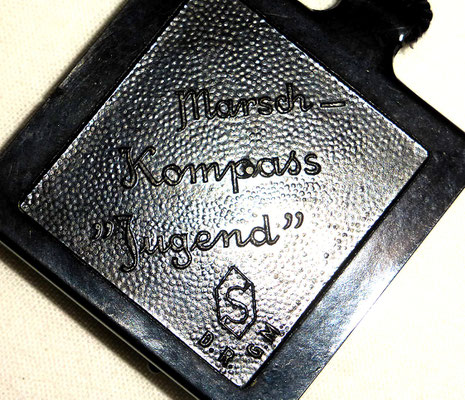 Marsch-
Kompass
"Jugend"
S
D.R.G.M.